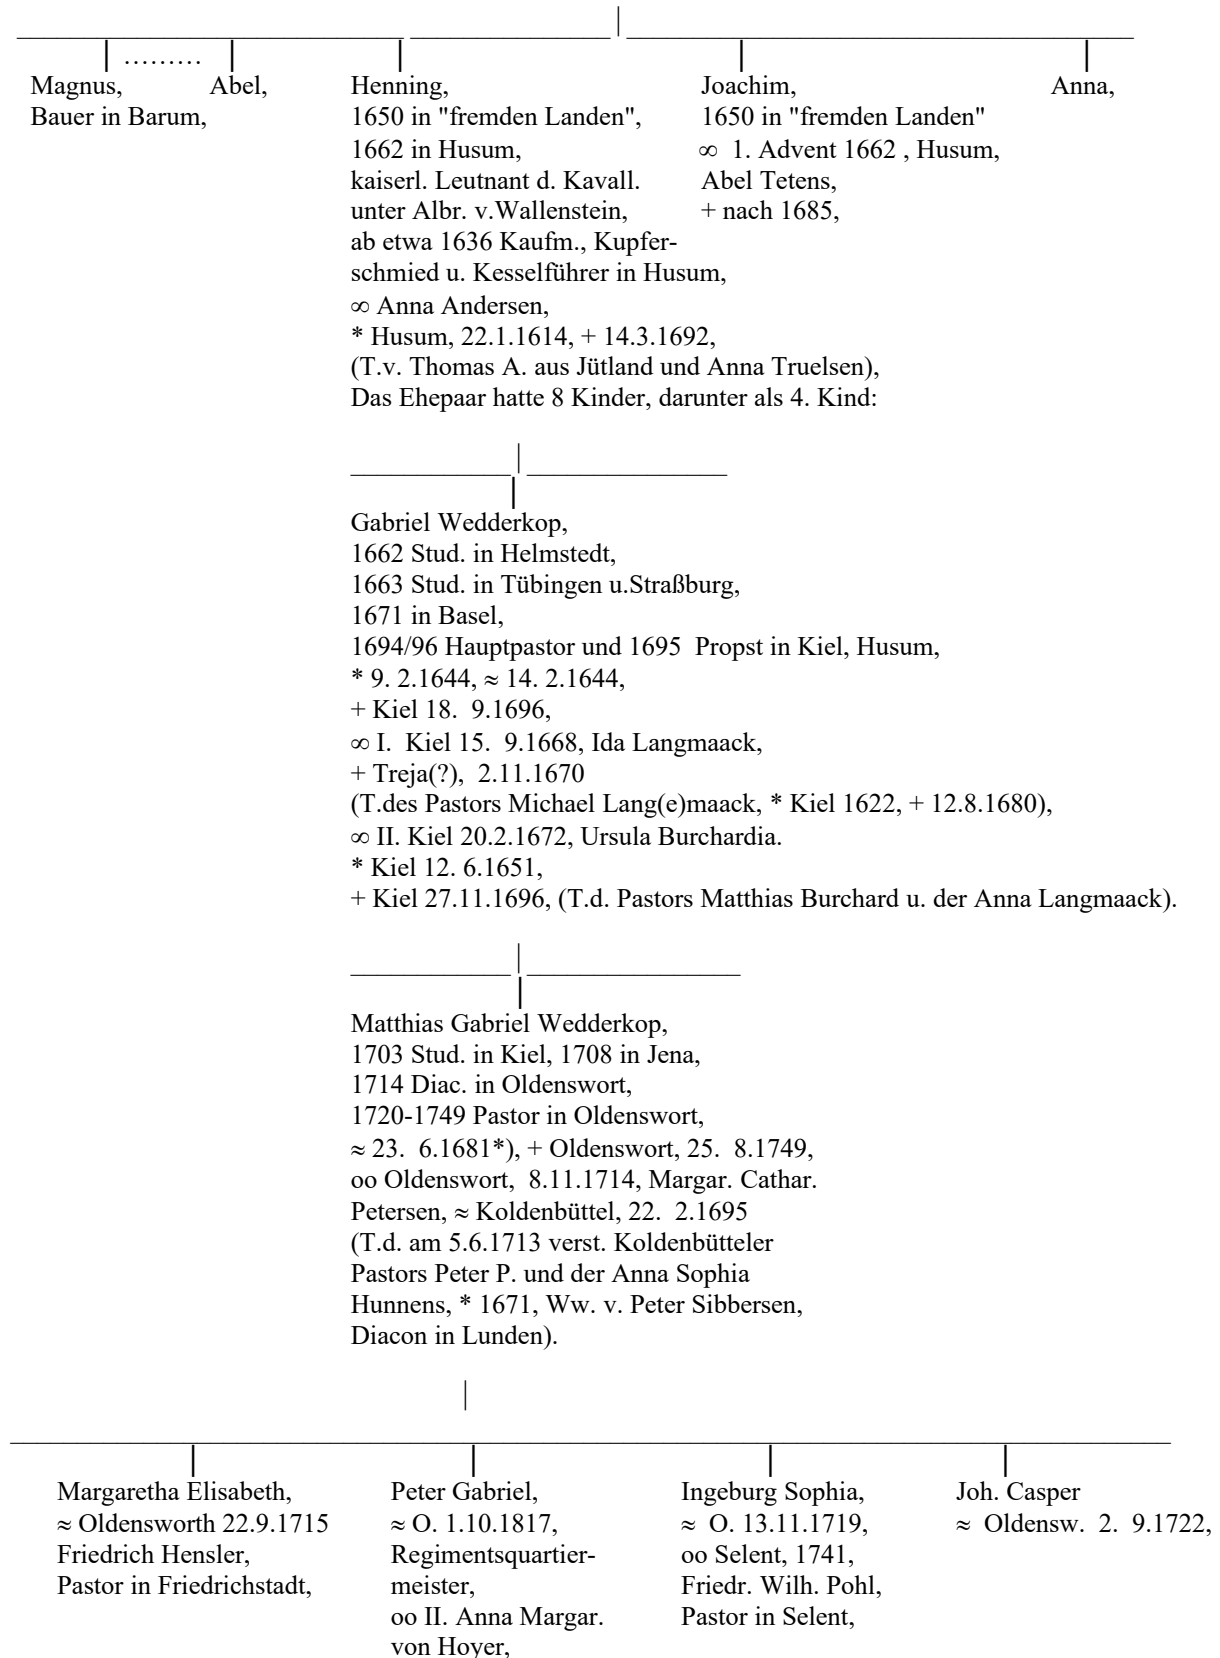 Magnus, ......... Abel,
Bauer in Barum,
Henning,
1650 in "fremden Landen",
1662 in Husum,
kaiserl. Leutnant d. Kavall.
unter Albr. v.Wallenstein,
ab etwa 1636 Kaufm., Kupfer-
schmied u. Kesselführer in Husum,
∞ Anna Andersen,
* Husum, 22.1.1614, + 14.3.1692,
(T.v. Thomas A. aus Jütland und Anna Truelsen),
Das Ehepaar hatte 8 Kinder, darunter als 4. Kind:
Joachim,
1650 in "fremden Landen"
∞ 1. Advent 1662 , Husum,
Abel Tetens,
+ nach 1685,
Anna,
Gabriel Wedderkop,
1662 Stud. in Helmstedt,
1663 Stud. in Tübingen u.Straßburg,
1671 in Basel,
1694/96 Hauptpastor und 1695 Propst in Kiel, Husum,
* 9. 2.1644, ≈ 14. 2.1644,
+ Kiel 18. 9.1696,
∞ I. Kiel 15. 9.1668, Ida Langmaack,
+ Treja(?), 2.11.1670
(T.des Pastors Michael Lang(e)maack, * Kiel 1622, + 12.8.1680),
∞ II. Kiel 20.2.1672, Ursula Burchardia.
* Kiel 12. 6.1651,
+ Kiel 27.11.1696, (T.d. Pastors Matthias Burchard u. der Anna Langmaack).
Matthias Gabriel Wedderkop,
1703 Stud. in Kiel, 1708 in Jena,
1714 Diac. in Oldenswort,
1720-1749 Pastor in Oldenswort,
≈ 23. 6.1681*), + Oldenswort, 25. 8.1749,
oo Oldenswort, 8.11.1714, Margar. Cathar.
Petersen, ≈ Koldenbüttel, 22. 2.1695
(T.d. am 5.6.1713 verst. Koldenbütteler
Pastors Peter P. und der Anna Sophia
Hunnens, * 1671, Ww. v. Peter Sibbersen,
Diacon in Lunden).
Margaretha Elisabeth,
≈ Oldensworth 22.9.1715
Friedrich Hensler,
Pastor in Friedrichstadt,
Peter Gabriel,
≈ O. 1.10.1817,
Regimentsquartier-
meister,
oo II. Anna Margar.
von Hoyer,
Ingeburg Sophia,
≈ O. 13.11.1719,
oo Selent, 1741,
Friedr. Wilh. Pohl,
Pastor in Selent,
Joh. Casper
≈ Oldensw. 2. 9.1722,